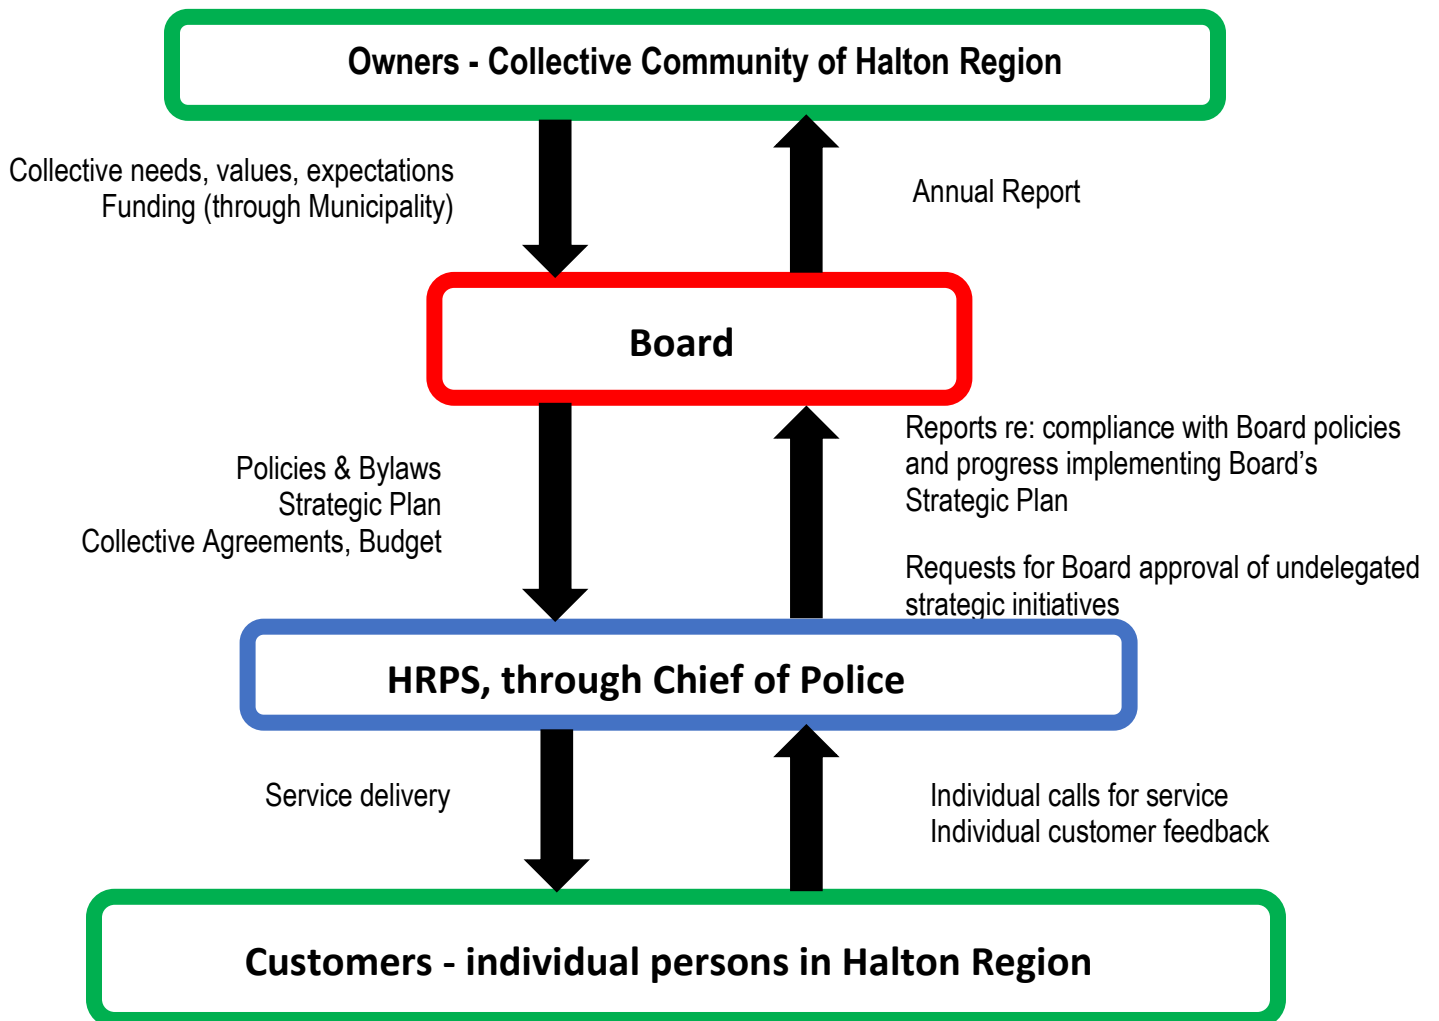 Owners - Collective Community of Halton Region
Collective needs, values, expectations
Funding (through Municipality)
Annual Report
Board
Policies & Bylaws
Strategic Plan
Collective Agreements, Budget
Reports re: compliance with Board policies
and progress implementing Board’s
Strategic Plan
Requests for Board approval of undelegated
strategic initiatives
HRPS, through Chief of Police
Service delivery
Individual calls for service
Individual customer feedback
Customers - individual persons in Halton Region